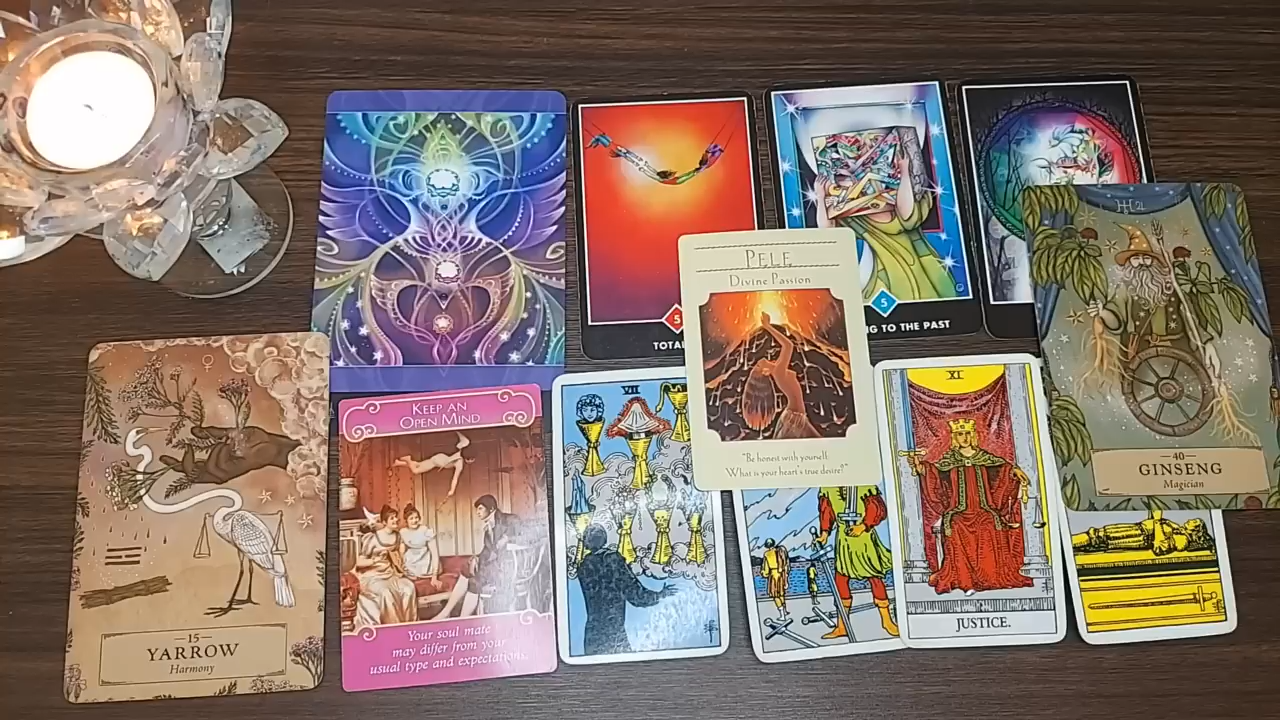 5
TOTAL
5
NG TO THE PAST
PELE
Divine Passion
"Be honest with yourself.
What is your heart's true desire?"
40
GINSENG
Magician
15
YARROW
Harmony
KEEP AN
OPEN MIND
Your soul mate
may differ from your
usual type and expectations.
VII
XI
JUSTICE.